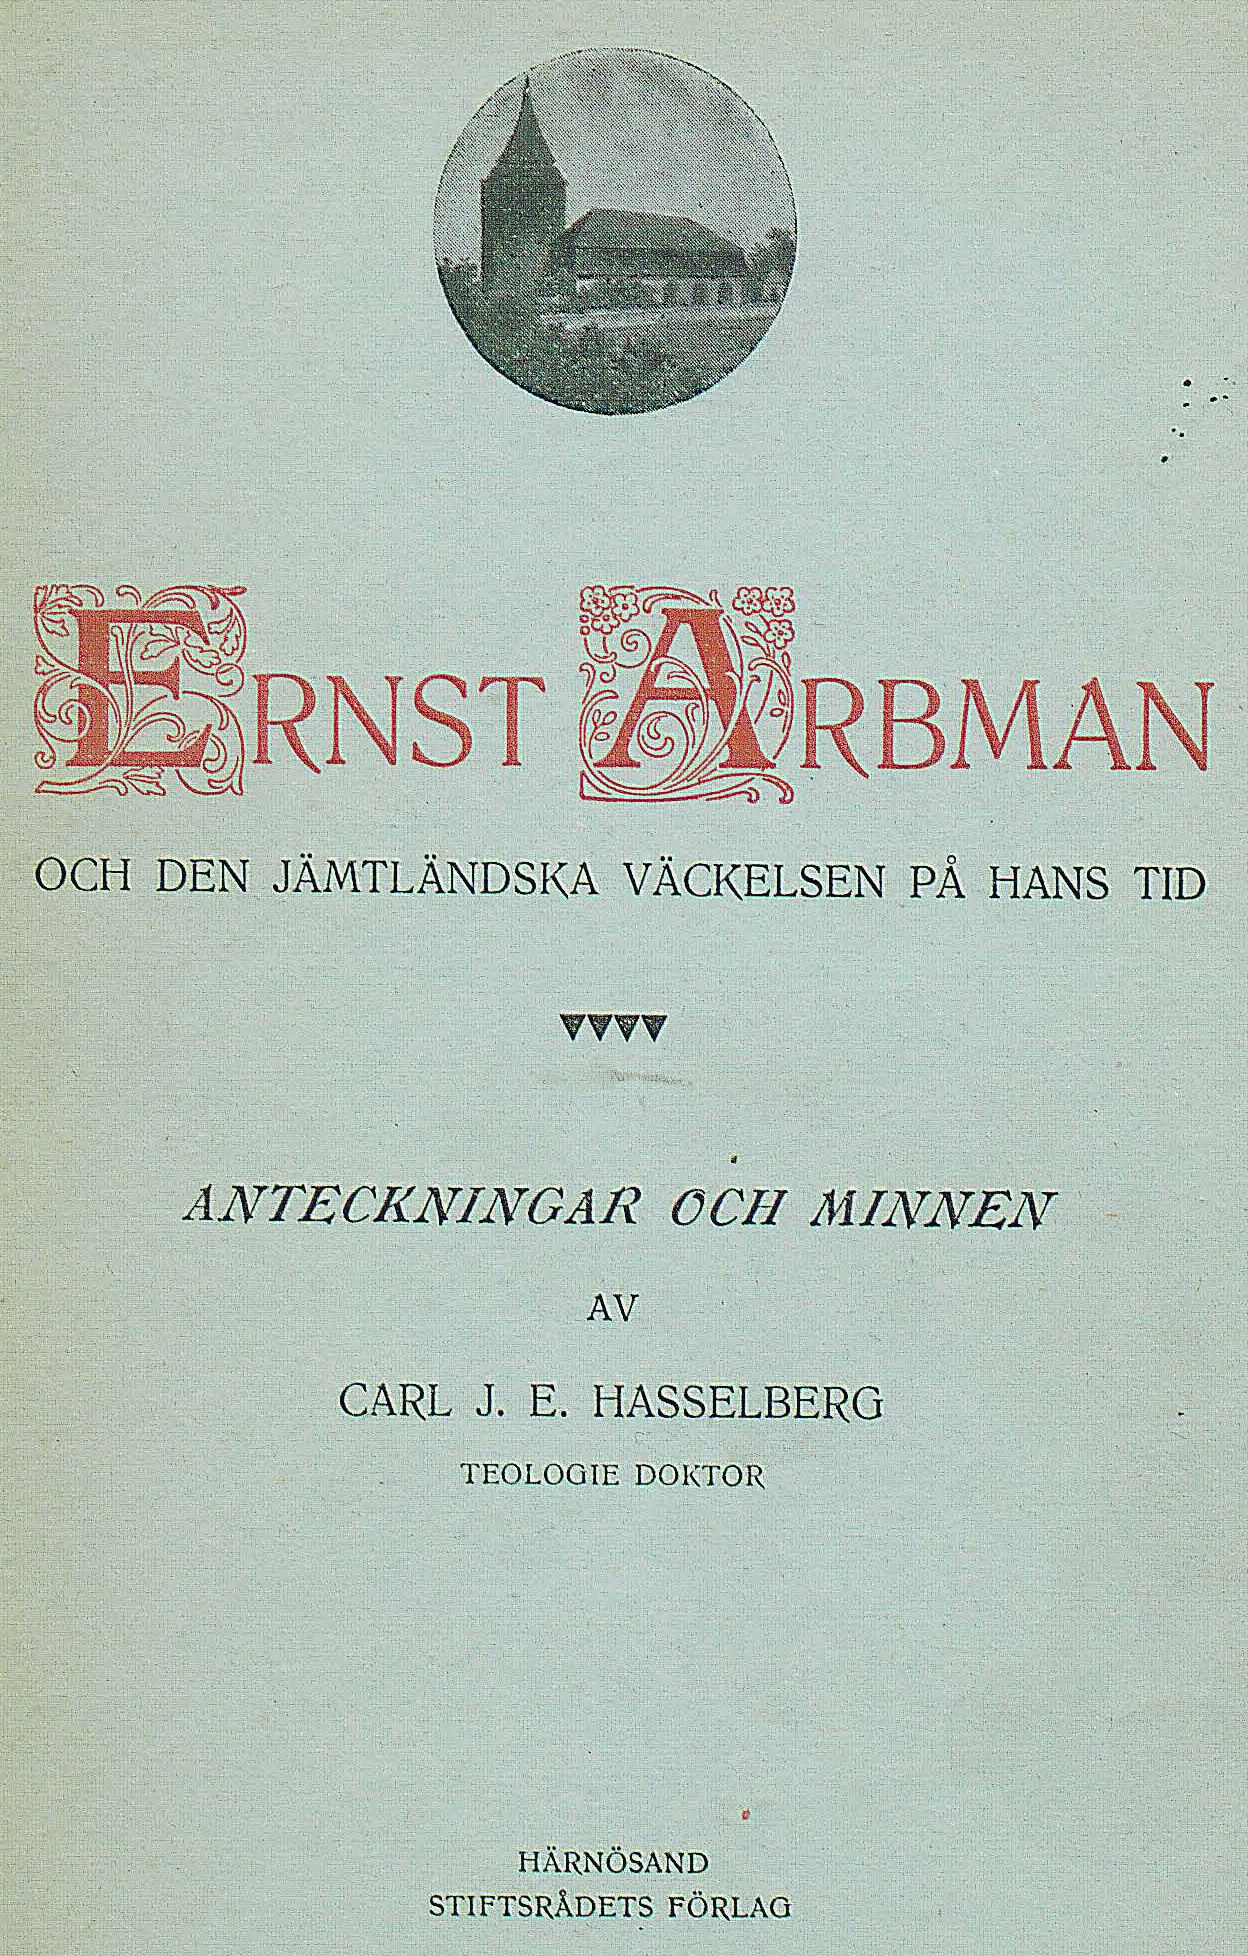 ERNST ARBMAN
OCH DEN JÄMTLÄNDSKA VÄCKELSEN PÅ HANS TID
ANTECKNINGAR OCH MINNEN
AV
CARL J. E. HASSELBERG
TEOLOGIE DOKTOR
HÄRNÖSAND
STIFTSRÅDETS FÖRLAG